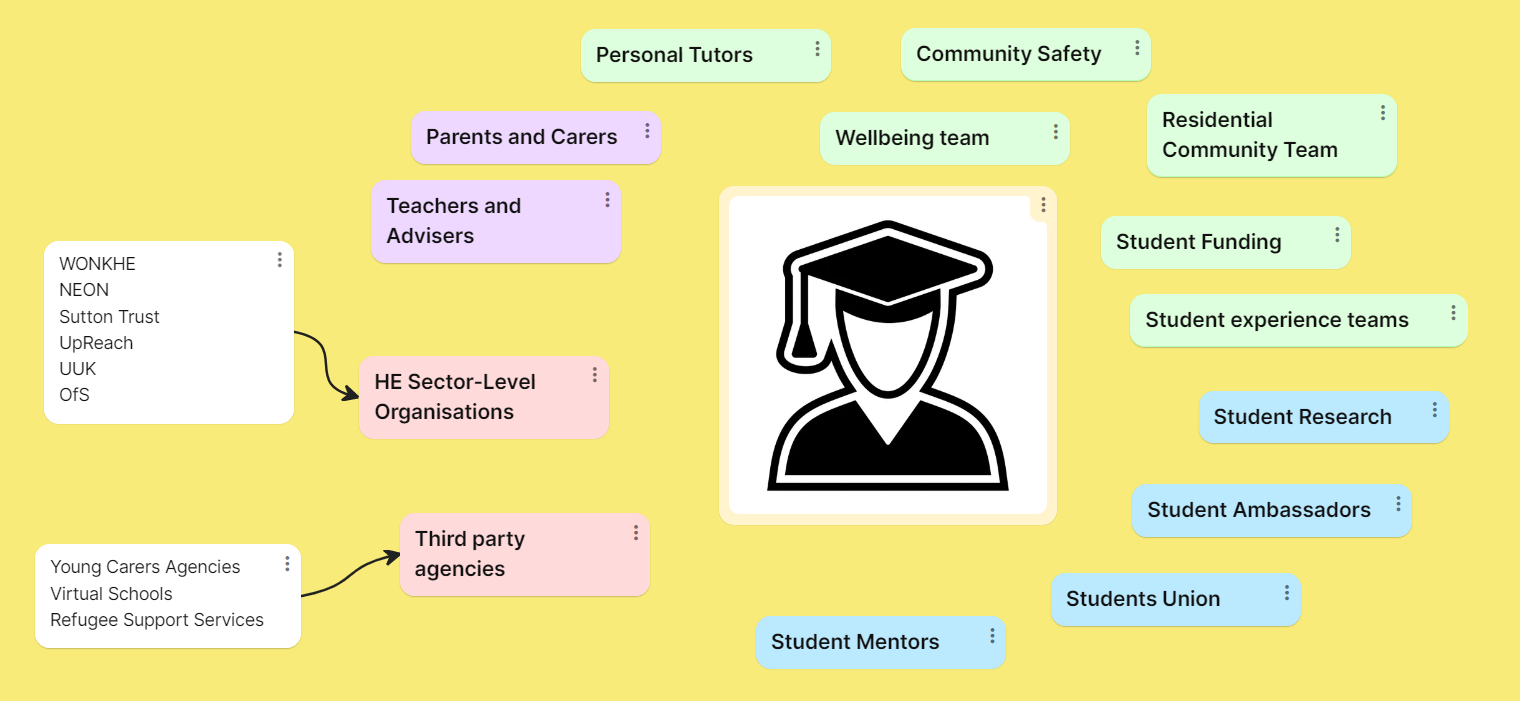 Personal Tutors
Community Safety
Parents and Carers
Wellbeing team
Residential
Community Team
Teachers and
Advisers
Student Funding
WONKHE
NEON
Sutton Trust
UpReach
UUK
OfS
Student experience teams
HE Sector-Level
Organisations
Student Research
Student Ambassadors
Third party
agencies
Young Carers Agencies
Virtual Schools
Refugee Support Services
Students Union
Student Mentors